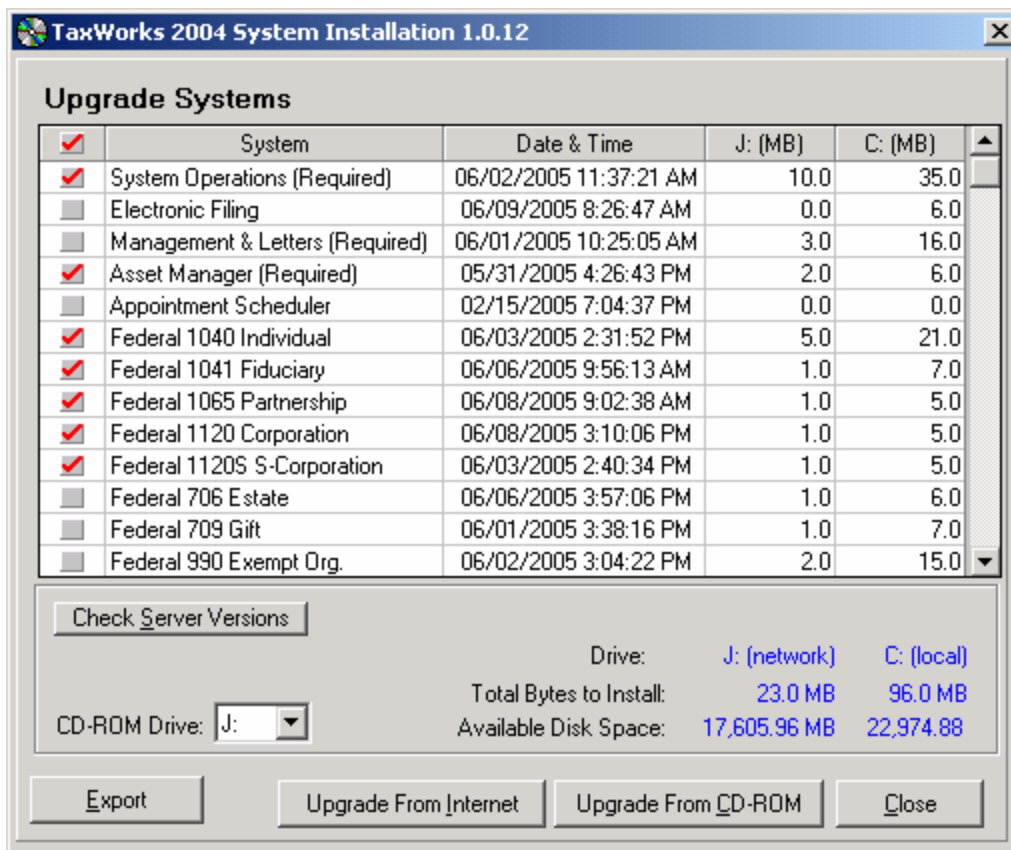 TaxWorks 2004 System Installation 1.0.12
Upgrade Systems
System Date & Time J: (MB) C: (MB)
System Operations (Required) 06/02/2005 11:37:21 AM 10.0 35.0
Electronic Filing 06/09/2005 8:26:47 AM 0.0 6.0
Management & Letters (Required) 06/01/2005 10:25:05 AM 3.0 16.0
Asset Manager (Required) 05/31/2005 4:26:43 PM 2.0 6.0
Appointment Scheduler 02/15/2005 7:04:37 PM 0.0 0.0
Federal 1040 Individual 06/03/2005 2:31:52 PM 5.0 21.0
Federal 1041 Fiduciary 06/06/2005 9:56:13 AM 1.0 7.0
Federal 1065 Partnership 06/08/2005 9:02:38 AM 1.0 5.0
Federal 1120 Corporation 06/08/2005 3:10:06 PM 1.0 5.0
Federal 1120S S-Corporation 06/03/2005 2:40:34 PM 1.0 5.0
Federal 706 Estate 06/06/2005 3:57:06 PM 1.0 6.0
Federal 709 Gift 06/01/2005 3:38:16 PM 1.0 7.0
Federal 990 Exempt Org. 06/02/2005 3:04:22 PM 2.0 15.0
Check Server Versions
Drive: J: (network) C: (local)
Total Bytes to Install: 23.0 MB 96.0 MB
CD-ROM Drive: J: Available Disk Space: 17,605.96 MB 22,974.88
Export Upgrade From Internet Upgrade From CD-ROM Close